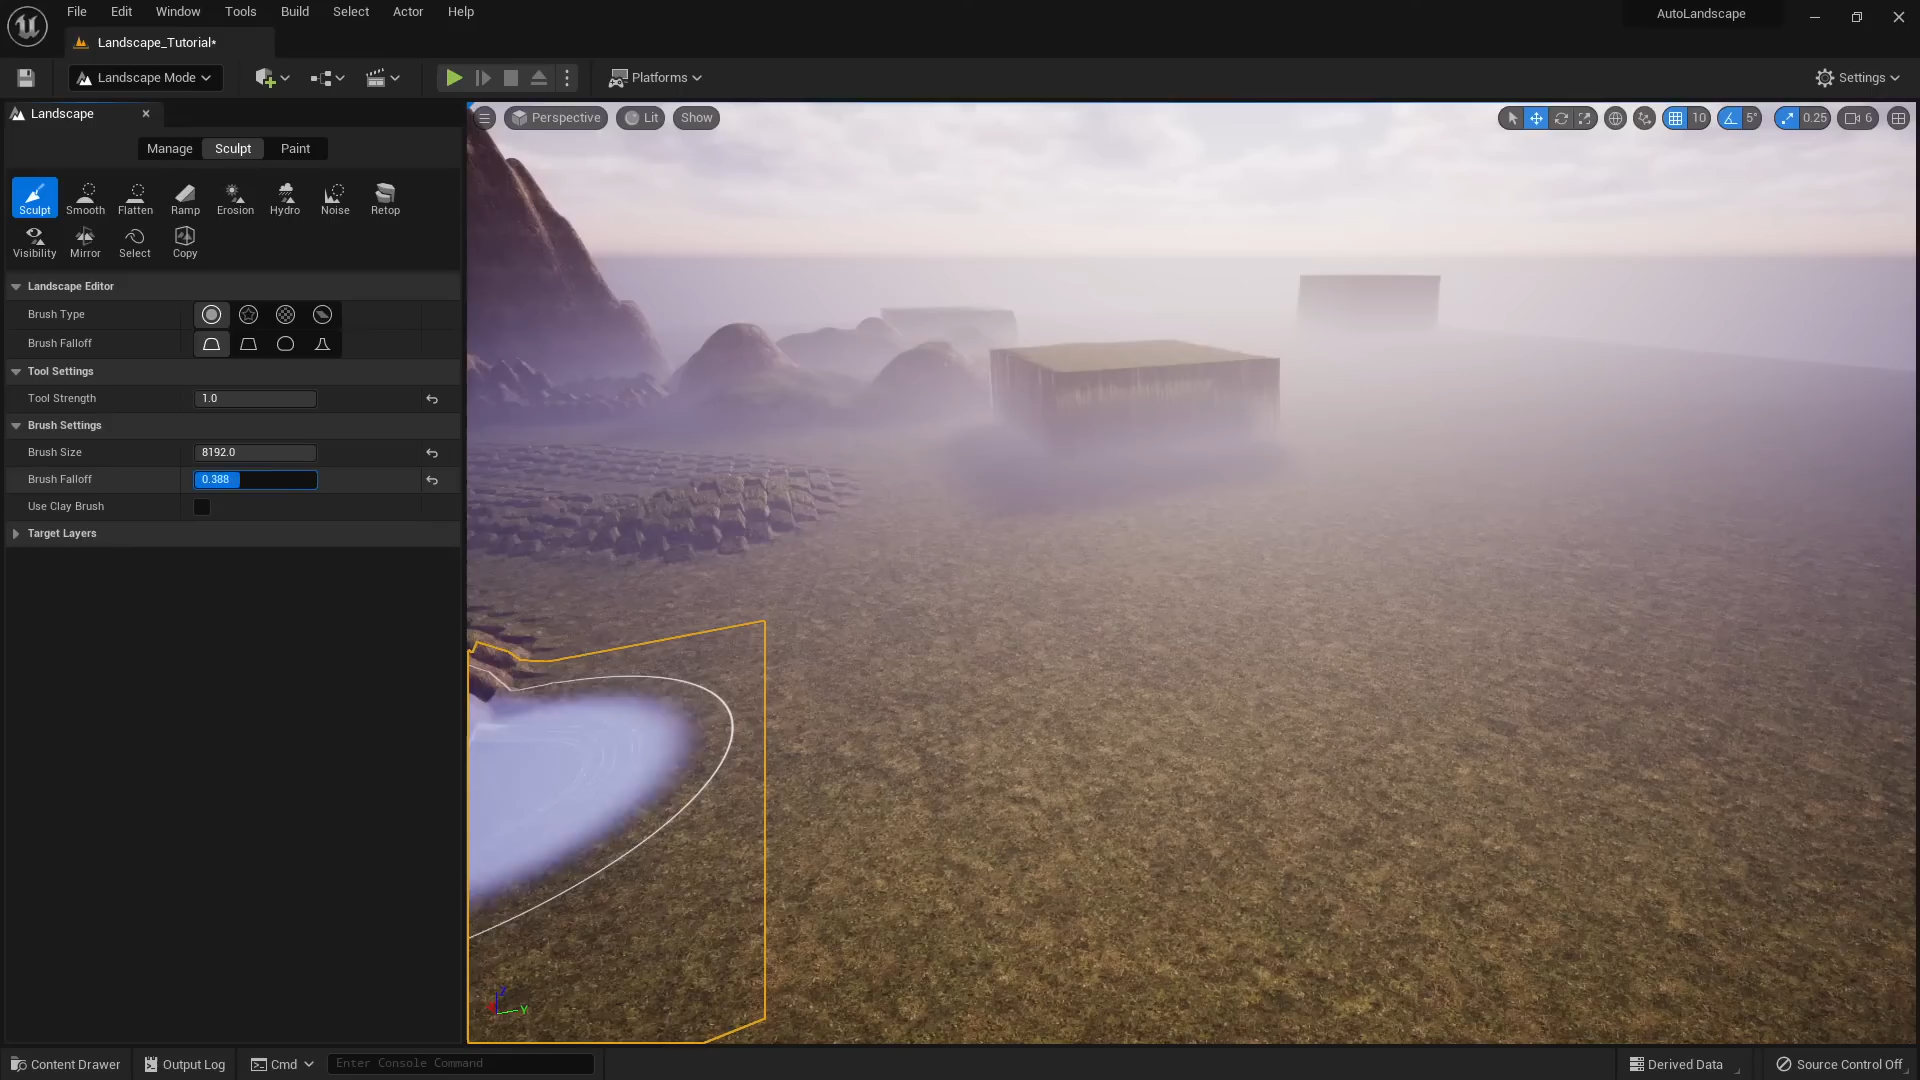 File Edit Window Tools Build Select Actor Help
AutoLandscape
Landscape_Tutorial*
Landscape Mode
Platforms
Settings
Landscape
Perspective Lit Show
10 5° 0.25 6
Manage Sculpt Paint
Sculpt Smooth Flatten Ramp Erosion Hydro Noise Retop
Visibility Mirror Select Copy
Landscape Editor
Brush Type
Brush Falloff
Tool Settings
Tool Strength 1.0
Brush Settings
Brush Size 8192.0
Brush Falloff 0.388
Use Clay Brush
Target Layers
Z
Y
Content Drawer Output Log Cmd Enter Console Command Derived Data Source Control Off